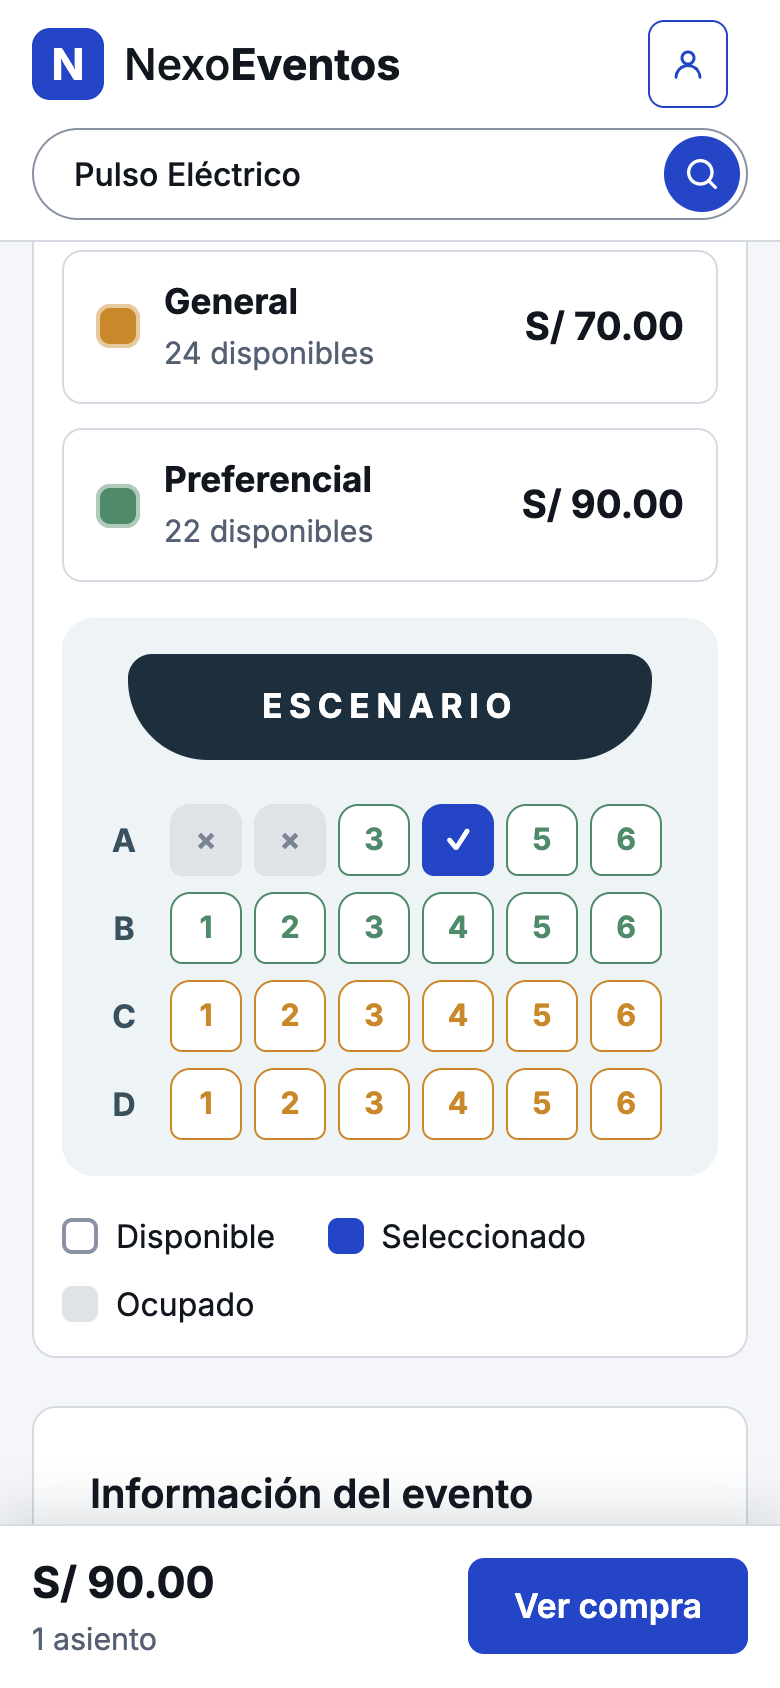 N NexoEventos
Pulso Eléctrico
General
24 disponibles
S/ 70.00
Preferencial
22 disponibles
S/ 90.00
ESCENARIO
A × × 3 ✓ 5 6
B 1 2 3 4 5 6
C 1 2 3 4 5 6
D 1 2 3 4 5 6
Disponible Seleccionado
Ocupado
Información del evento
S/ 90.00
1 asiento
Ver compra